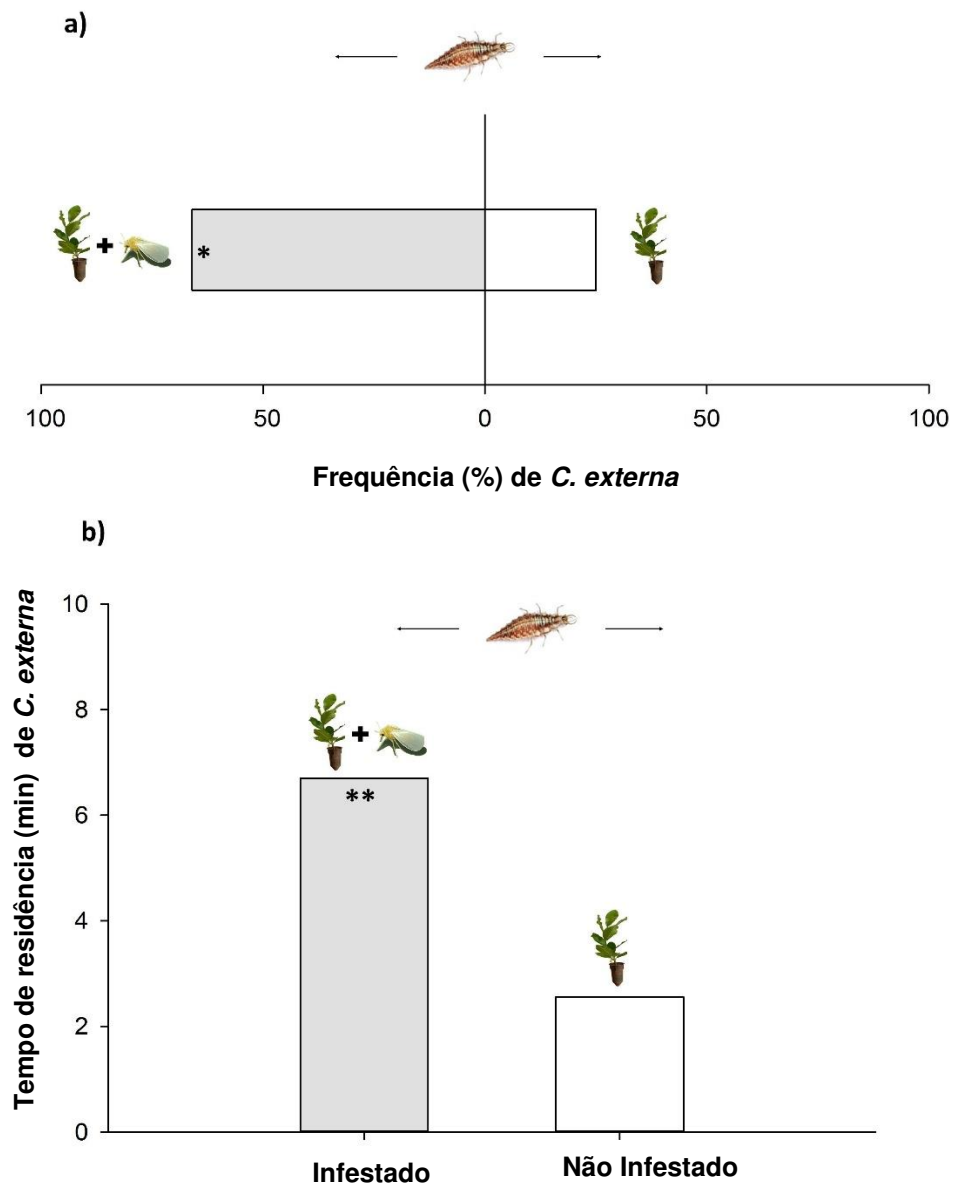 a)
+
*
100 50 0 50 100
Frequência (%) de C. externa
b)
Tempo de residência (min) de C. externa
10
8
+
**
6
4
2
0
Infestado Não Infestado